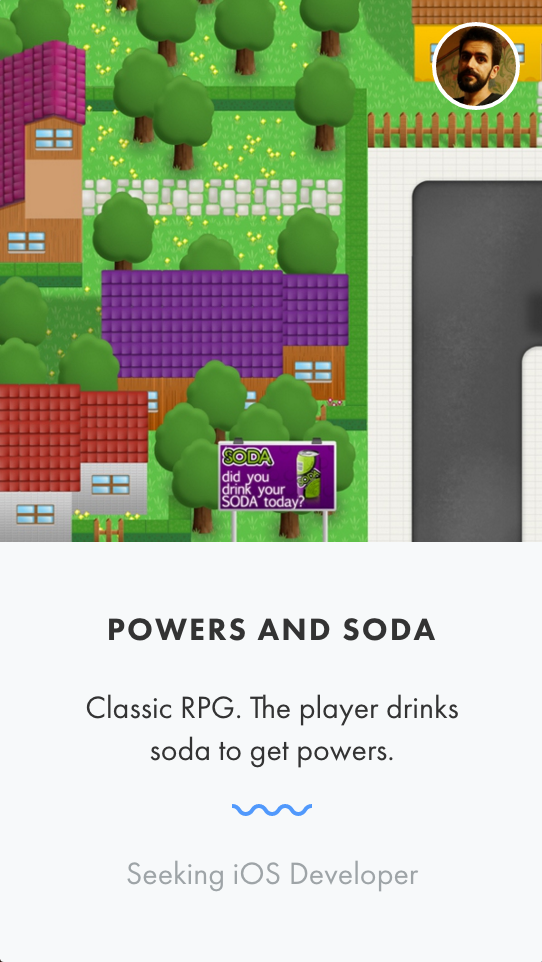 SODA
did you
drink your
SODA today?
POWERS AND SODA
Classic RPG. The player drinks
soda to get powers.
Seeking iOS Developer